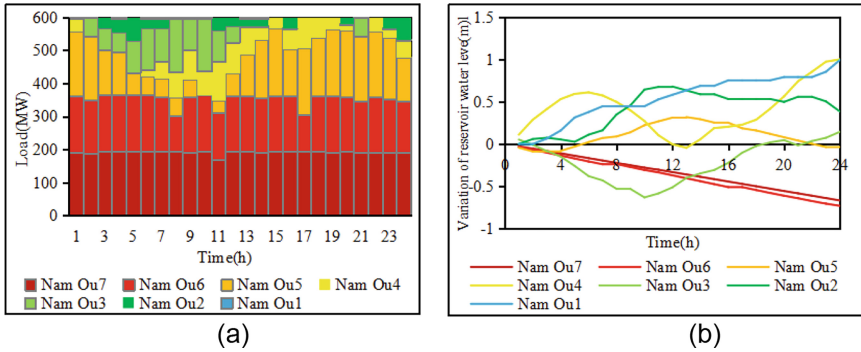 600
500
400
300
200
100
0
Load(MW)
1 3 5 7 9 11 13 15 17 19 21 23
Time(h)
Nam Ou7 Nam Ou6 Nam Ou5 Nam Ou4
Nam Ou3 Nam Ou2 Nam Ou1
(a)
1.5
1
0.5
0
-0.5
-1
Variation of reservoir water leve(m)l
0 4 8 12 16 20 24
Time(h)
Nam Ou7 Nam Ou6 Nam Ou5
Nam Ou4 Nam Ou3 Nam Ou2
Nam Ou1
(b)